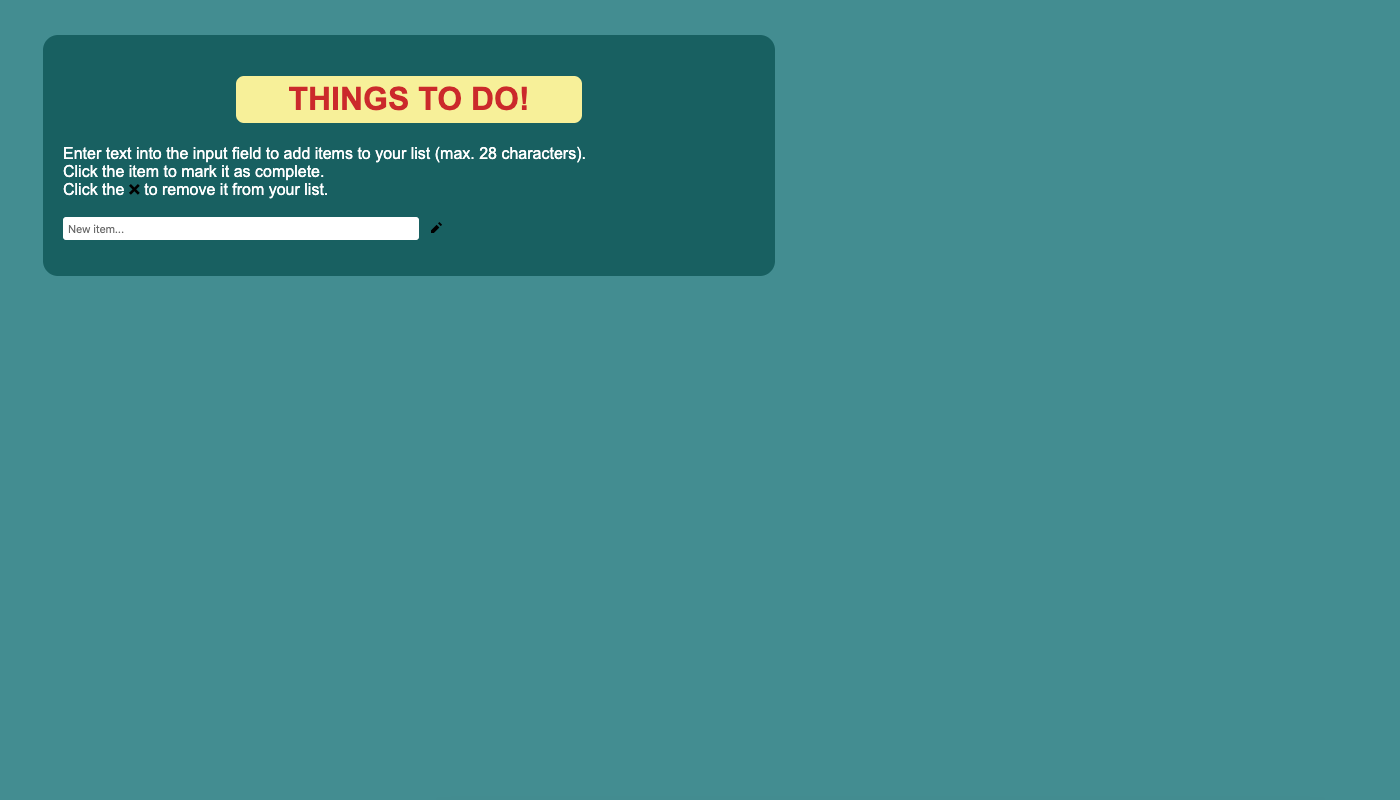 THINGS TO DO!
Enter text into the input field to add items to your list (max. 28 characters).
Click the item to mark it as complete.
Click the ✖ to remove it from your list.
New item...